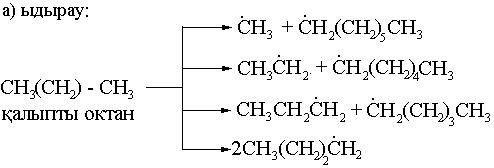 а) ыдырау:
ĊH₃ + ĊH₂(CH₂)₅CH₃
CH₃ĊH₂. + ĊH₂(CH₂)₄CH₃
CH₃(CH₂) - CH₃
қалыпты октан
CH₃CH₂ĊH₂ + ĊH₂(CH₂)₃CH₃
2CH₃(CH₂)₂ĊH₂